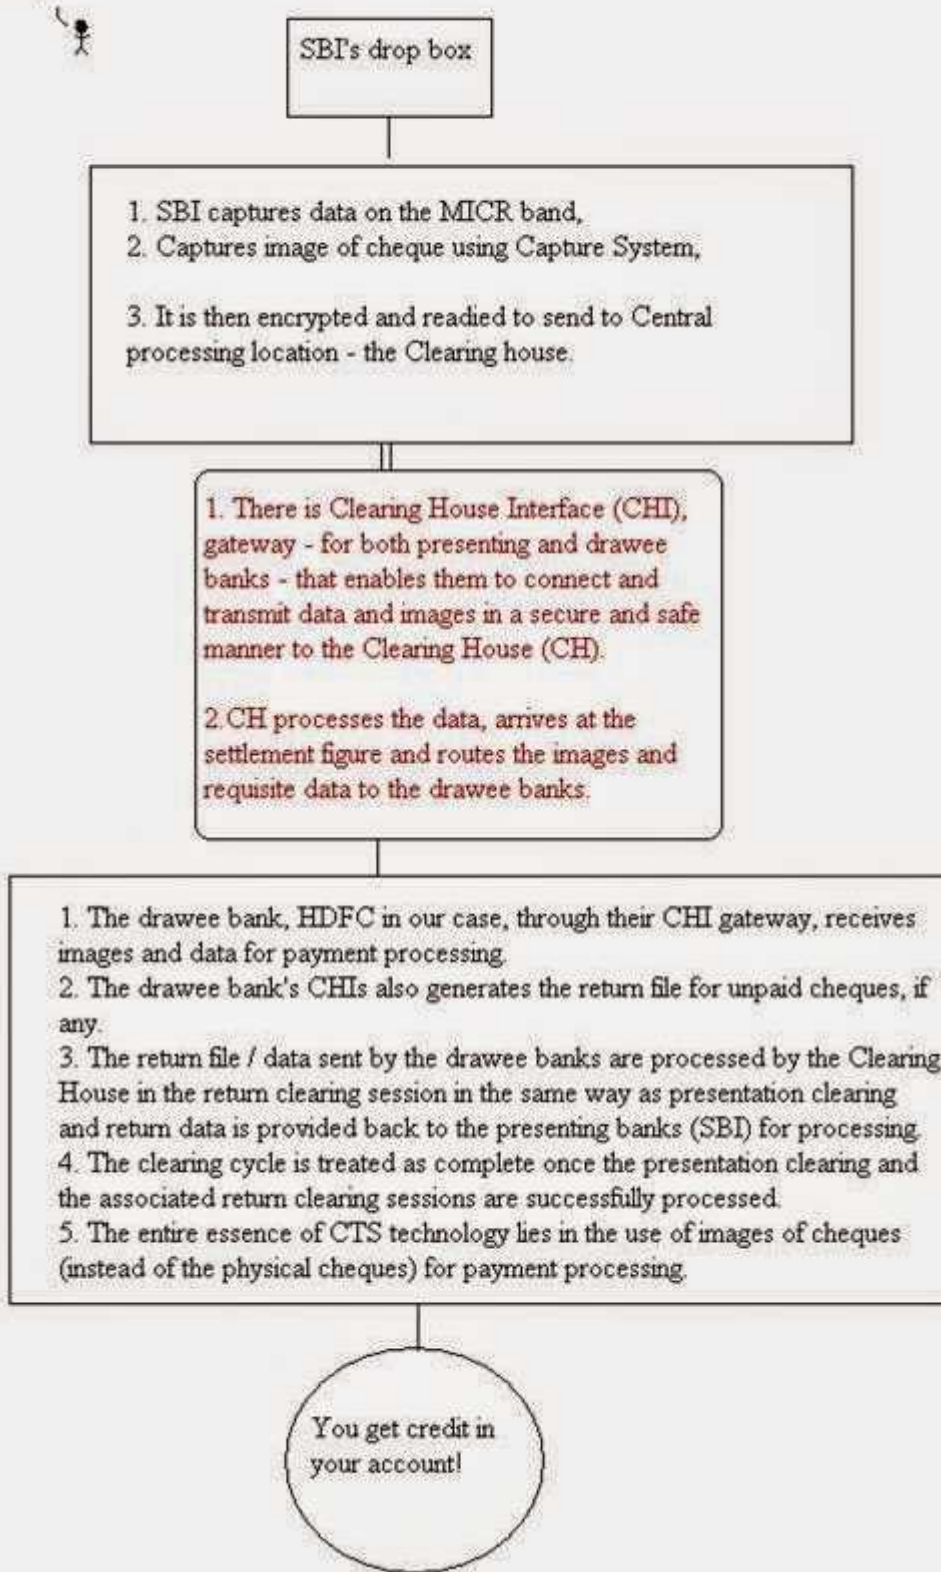 SBI's drop box
1. SBI captures data on the MICR band,
2. Captures image of cheque using Capture System,
3. It is then encrypted and readied to send to Central
processing location - the Clearing house.
1. There is Clearing House Interface (CHI),
gateway - for both presenting and drawee
banks - that enables them to connect and
transmit data and images in a secure and safe
manner to the Clearing House (CH).
2 CH processes the data, arrives at the
settlement figure and routes the images and
requisite data to the drawee banks.
1. The drawee bank, HDFC in our case, through their CHI gateway, receives
images and data for payment processing.
2. The drawee bank's CHIs also generates the return file for unpaid cheques, if
any.
3. The return file / data sent by the drawee banks are processed by the Clearing
House in the return clearing session in the same way as presentation clearing
and return data is provided back to the presenting banks (SBI) for processing.
4. The clearing cycle is treated as complete once the presentation clearing and
the associated return clearing sessions are successfully processed.
5. The entire essence of CTS technology lies in the use of images of cheques
(instead of the physical cheques) for payment processing.
You get credit in
your account!